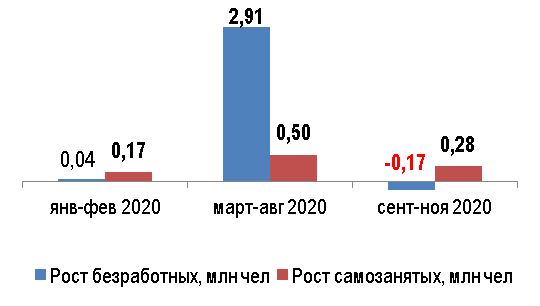 2,91
0,04
0,17
0,50
-0,17
0,28
янв-фев 2020
март-авг 2020
сент-ноя 2020
Рост безработных, млн чел
Рост самозанятых, млн чел